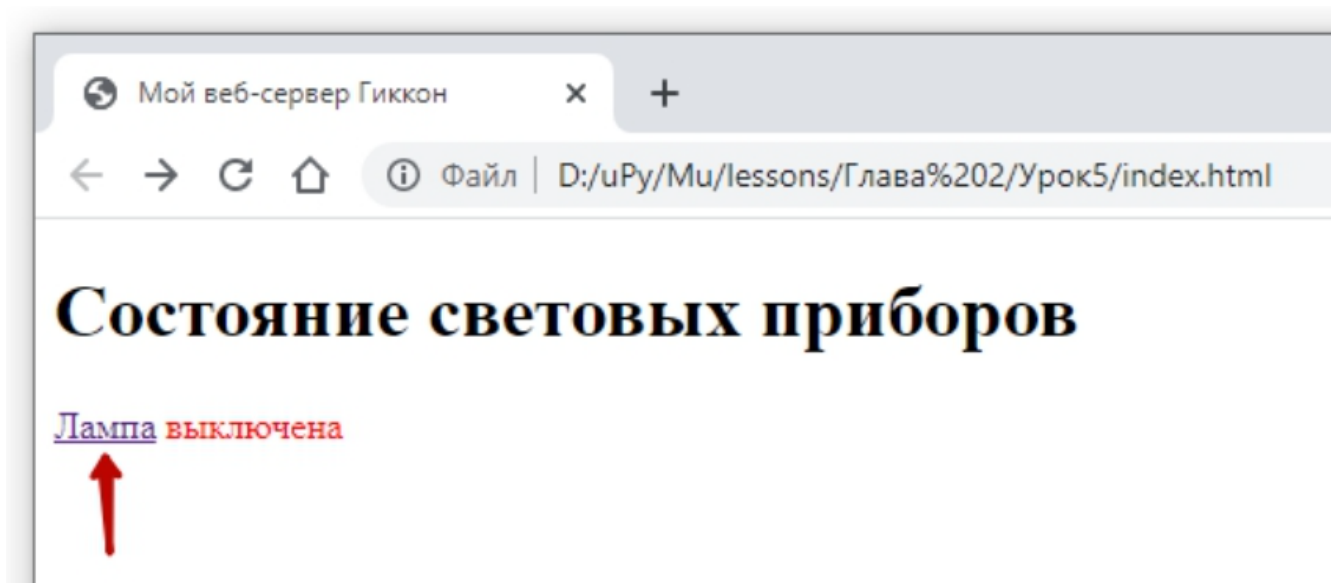 Мой веб-сервер Гиккон
Файл D:/uPy/Mu/lessons/Глава%202/Урок5/index.html
Состояние световых приборов
Лампа выключена